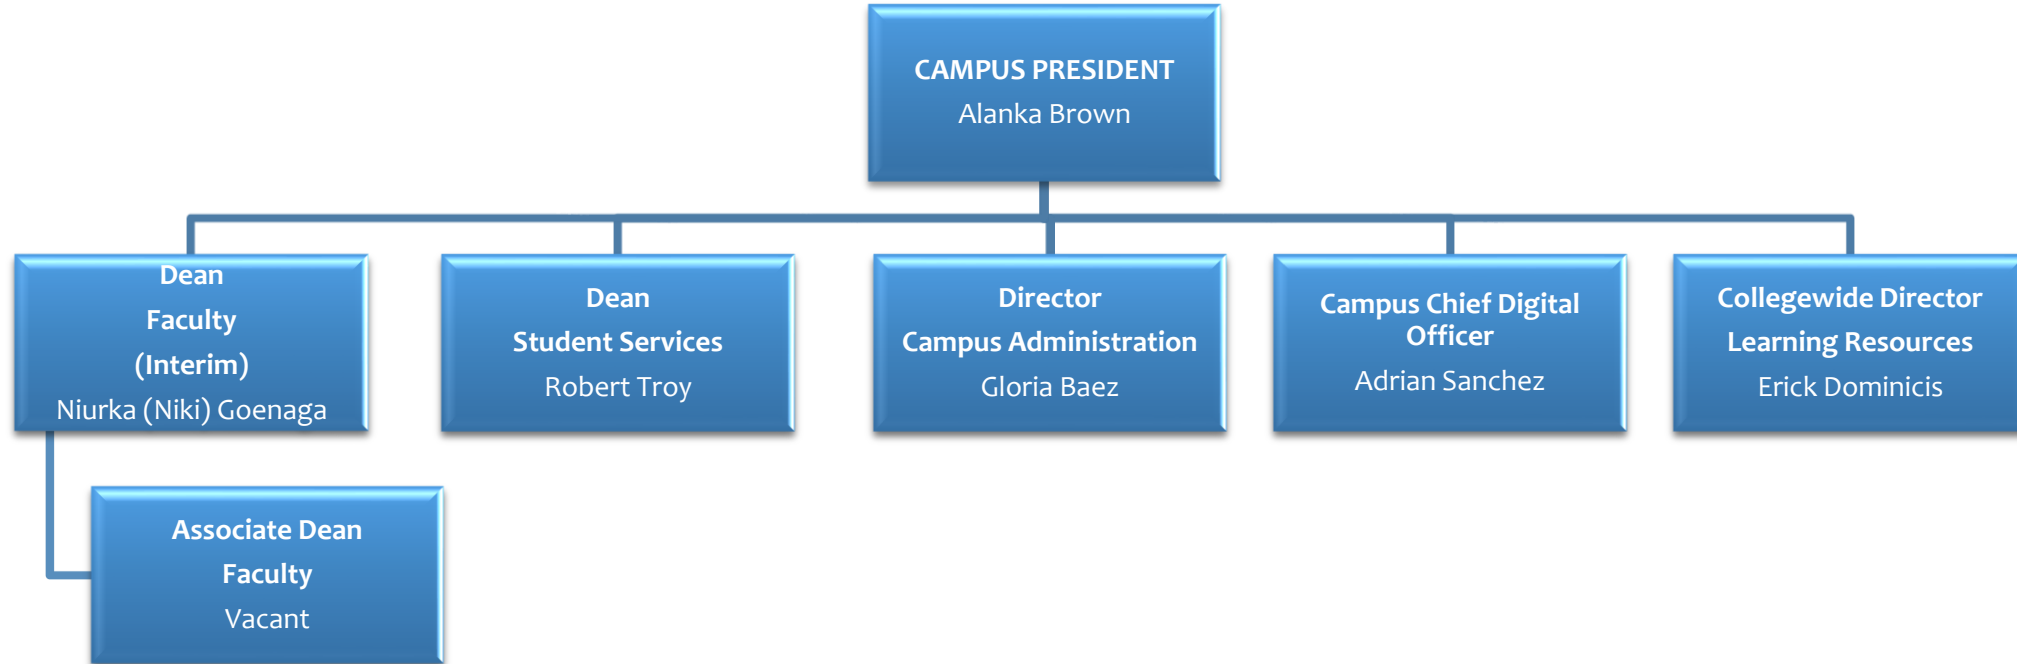 CAMPUS PRESIDENT
Alanka Brown
Dean
Faculty
(Interim)
Niurka (Niki) Goenaga
Dean
Student Services
Robert Troy
Director
Campus Administration
Gloria Baez
Campus Chief Digital
Officer
Adrian Sanchez
Collegewide Director
Learning Resources
Erick Dominicis
Associate Dean
Faculty
Vacant